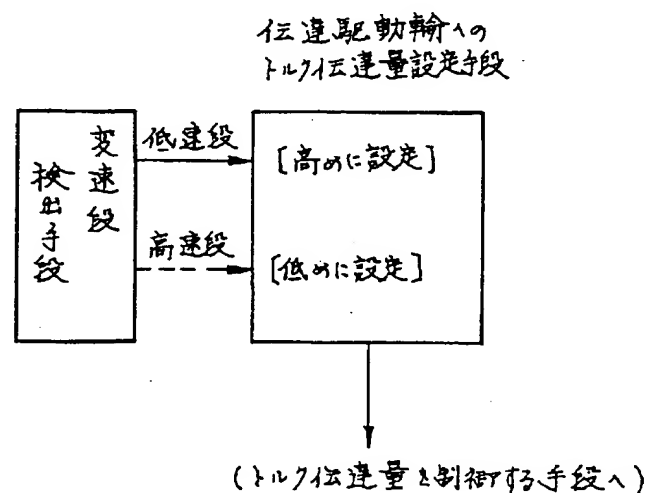 伝達駆動輪への
トルク伝達量設定手段
変速段
検出手段
低速段
[高めに設定]
高速段
[低めに設定]
(トルク伝達量を制御する手段へ)